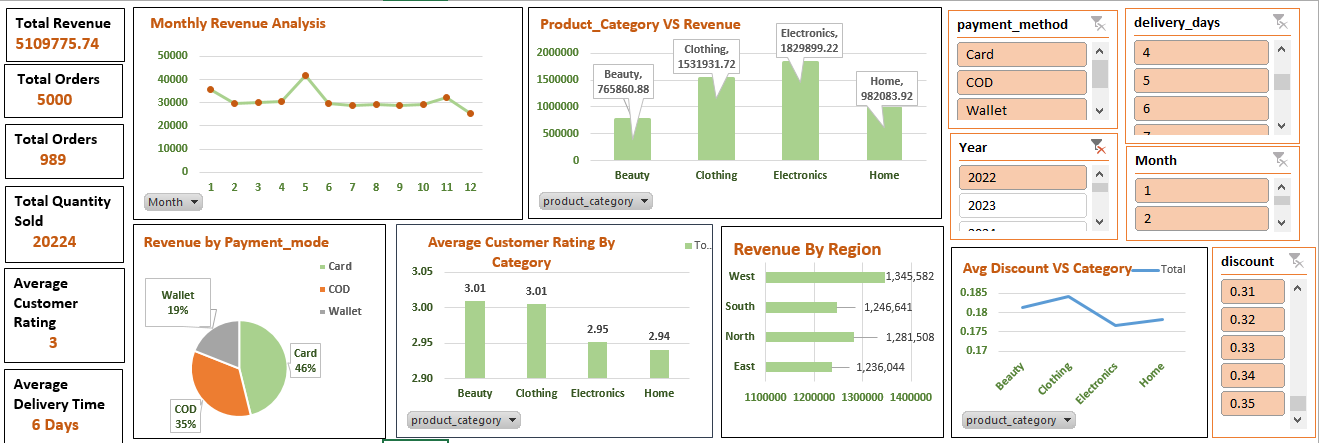 Total Revenue
5109775.74
Total Orders
5000
Total Orders
989
Total Quantity
Sold
20224
Average
Customer
Rating
3
Average
Delivery Time
6 Days
Monthly Revenue Analysis
50000
40000
30000
20000
10000
0
1 2 3 4 5 6 7 8 9 10 11 12
Month
Product_Category VS Revenue
2000000
1500000
1000000
500000
0
Beauty,
765860.88
Clothing,
1531931.72
Electronics,
1829899.22
Home,
982083.92
Beauty Clothing Electronics Home
product_category
payment_method
Card
COD
Wallet
delivery_days
4
5
6
7
Year
2022
2023
2024
Month
1
2
Revenue by Payment_mode
Card
COD
Wallet
Wallet
19%
Card
46%
COD
35%
Average Customer Rating By
Category
To...
3.05
3.00
2.95
2.90
3.01 3.01 2.95 2.94
Beauty Clothing Electronics Home
product_category
Revenue By Region
West 1,345,582
South 1,246,641
North 1,281,508
East 1,236,044
1100000 1200000 1300000 1400000
Avg Discount VS Category
Total
0.185
0.18
0.175
0.17
Beauty Clothing Electronics Home
product_category
discount
0.31
0.32
0.33
0.34
0.35